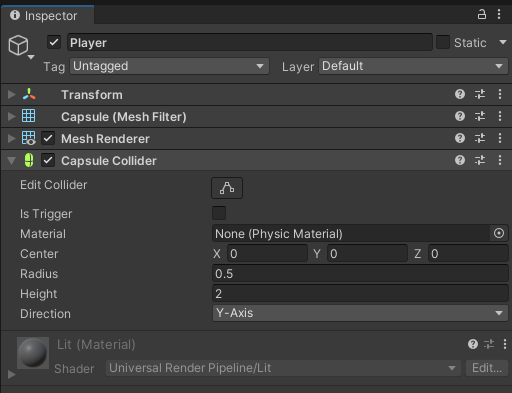 Inspector
Player
Static
Tag Untagged Layer Default
Transform
Capsule (Mesh Filter)
Mesh Renderer
Capsule Collider
Edit Collider
Is Trigger
Material None (Physic Material)
Center X 0 Y 0 Z 0
Radius 0.5
Height 2
Direction Y-Axis
Lit (Material)
Shader Universal Render Pipeline/Lit Edit...